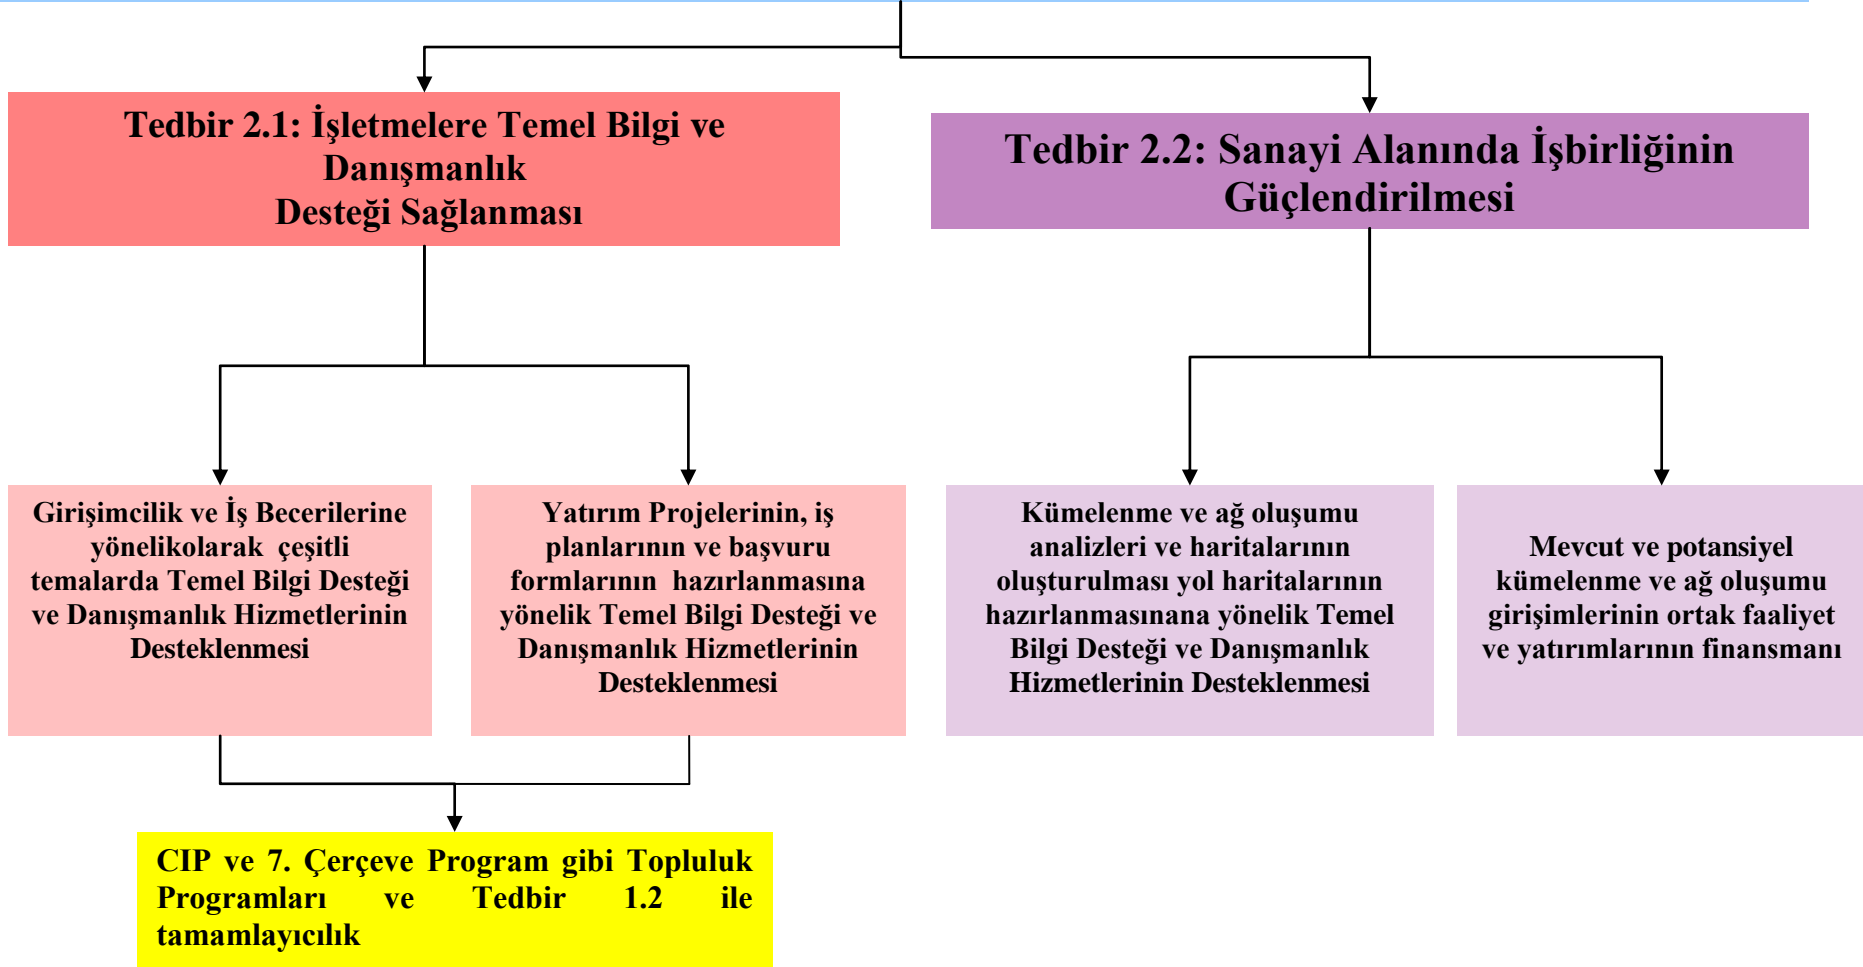 Tedbir 2.1: İşletmelere Temel Bilgi ve
Danışmanlık
Desteği Sağlanması
Tedbir 2.2: Sanayi Alanında İşbirliğinin
Güçlendirilmesi
Girişimcilik ve İş Becerilerine
yönelikolarak çeşitli
temalarda Temel Bilgi Desteği
ve Danışmanlık Hizmetlerinin
Desteklenmesi
Yatırım Projelerinin, iş
planlarının ve başvuru
formlarının hazırlanmasına
yönelik Temel Bilgi Desteği ve
Danışmanlık Hizmetlerinin
Desteklenmesi
Kümelenme ve ağ oluşumu
analizleri ve haritalarının
oluşturulması yol haritalarının
hazırlanmasınana yönelik Temel
Bilgi Desteği ve Danışmanlık
Hizmetlerinin Desteklenmesi
Mevcut ve potansiyel
kümelenme ve ağ oluşumu
girişimlerinin ortak faaliyet
ve yatırımlarının finansmanı
CIP ve 7. Çerçeve Program gibi Topluluk
Programları ve Tedbir 1.2 ile
tamamlayıcılık